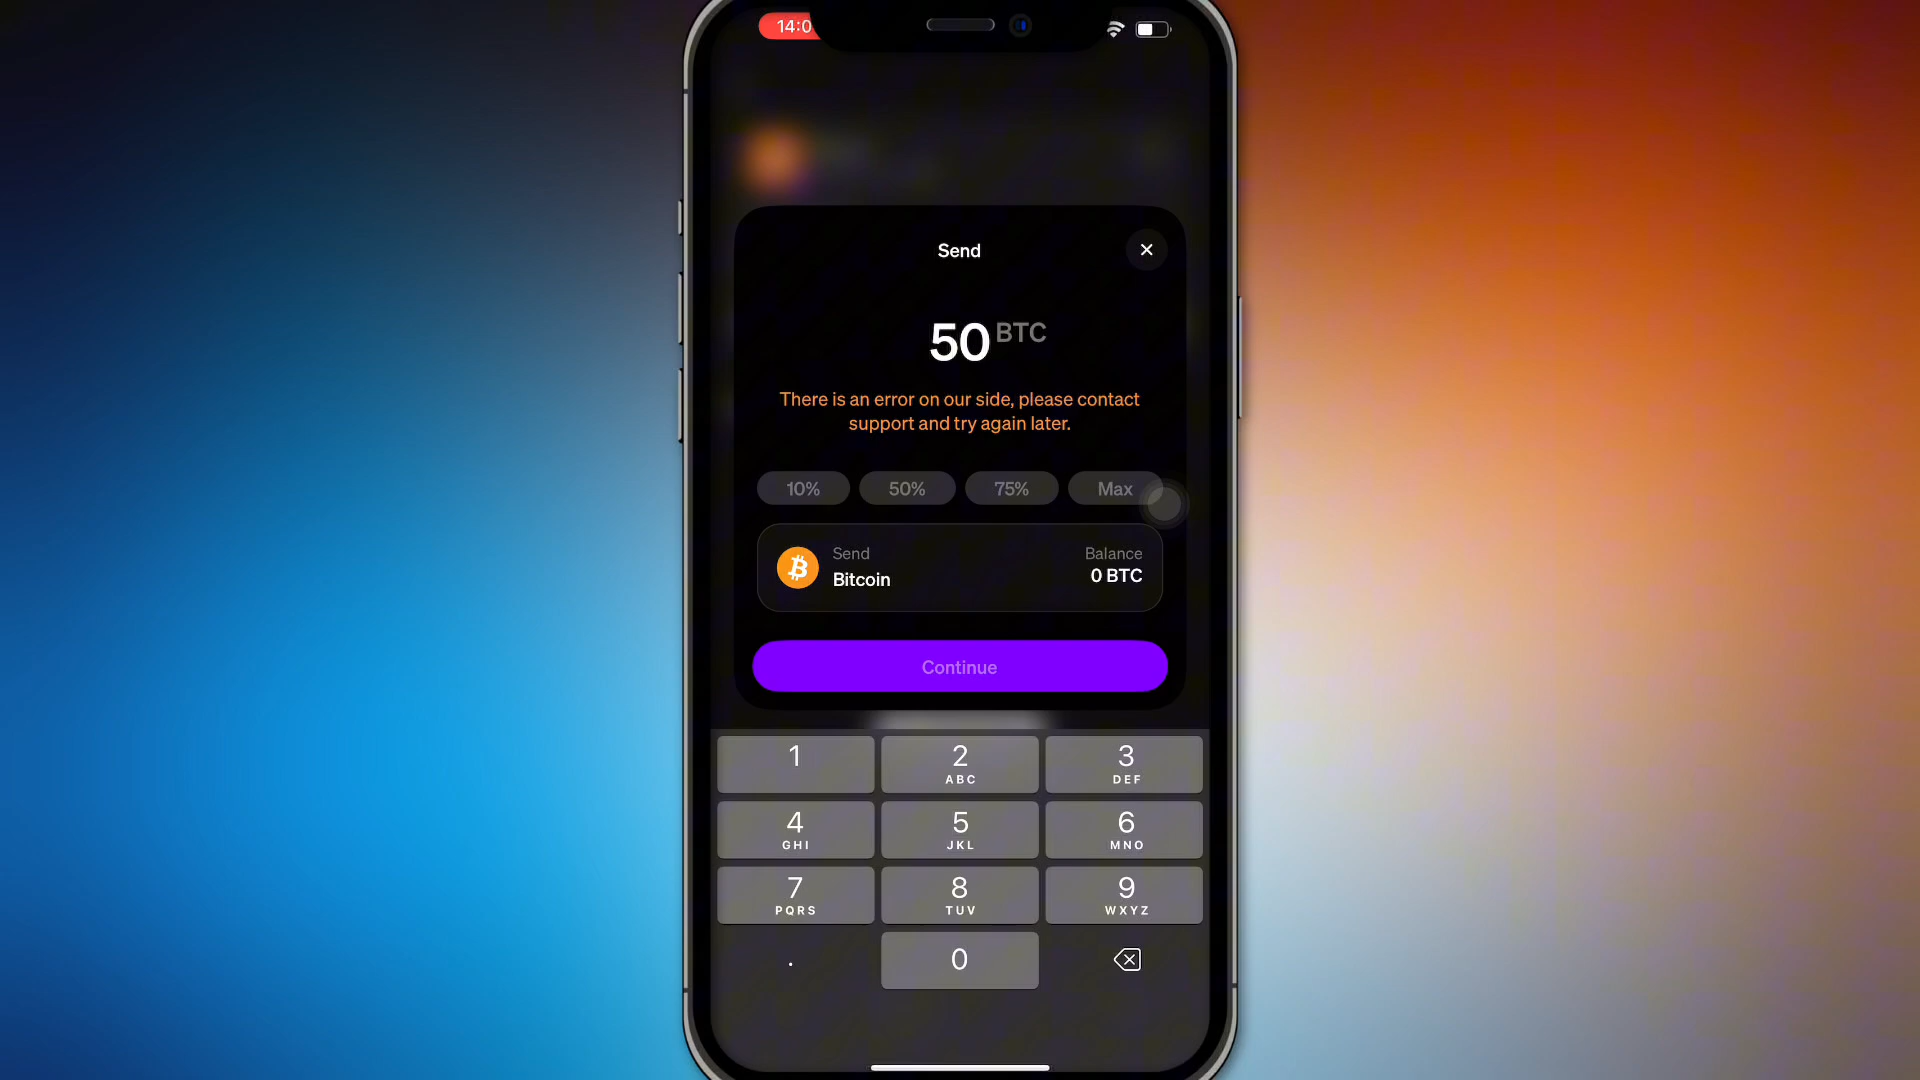 14:0
Send
50 BTC
There is an error on our side, please contact
support and try again later.
10% 50% 75% Max
Send Balance
Bitcoin 0 BTC
Continue
1 2 3
ABC DEF
4 5 6
GHI JKL MNO
7 8 9
PQRS TUV WXYZ
. 0